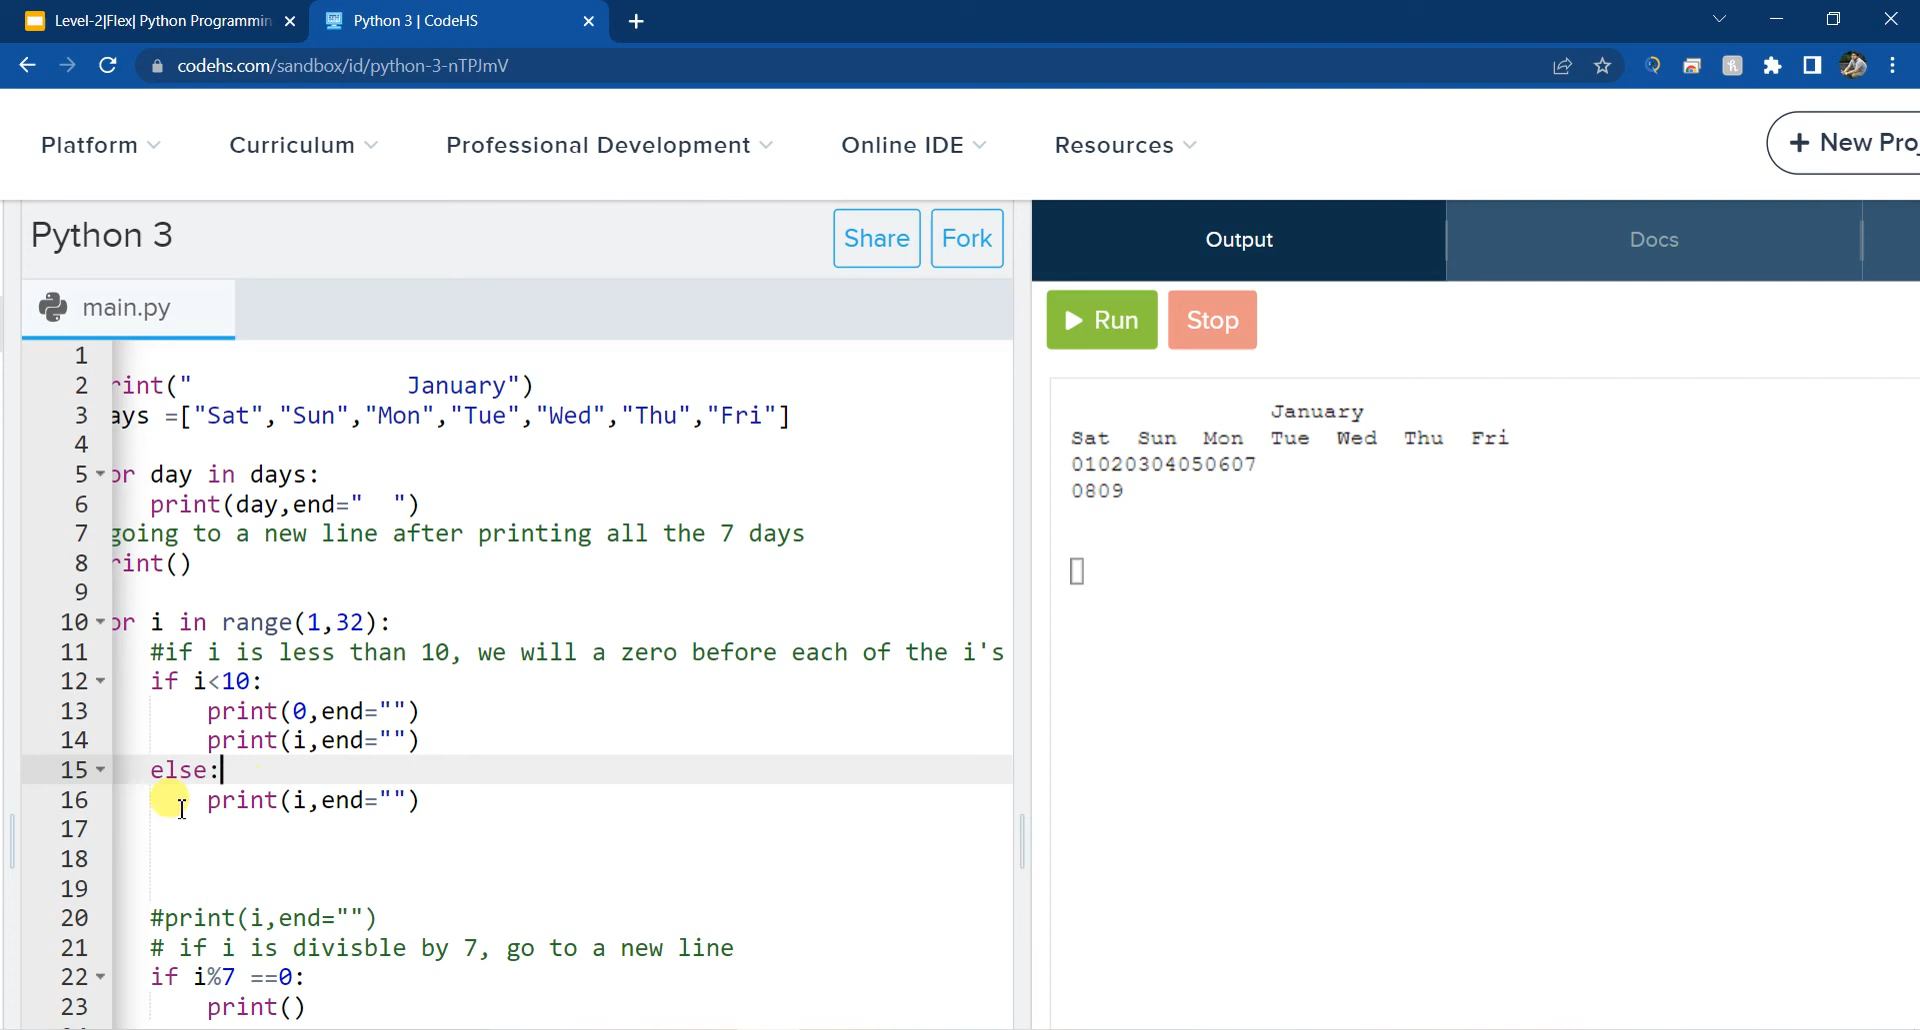 Level-2|Flex| Python Programmin
Python 3 | CodeHS
codehs.com/sandbox/id/python-3-nTPJmV
Platform Curriculum Professional Development Online IDE Resources + New Pro
Python 3 Share Fork Output Docs
main.py
Run Stop
1
2 rint("               January")
3 ays =["Sat","Sun","Mon","Tue","Wed","Thu","Fri"]
4
5 or day in days:
6 print(day,end="  ")
7 going to a new line after printing all the 7 days
8 rint()
9
10 or i in range(1,32):
11 #if i is less than 10, we will a zero before each of the i's
12 if i<10:
13 print(0,end="")
14 print(i,end="")
15 else:
16 print(i,end="")
17
18
19
20 #print(i,end="")
21 # if i is divisble by 7, go to a new line
22 if i%7 ==0:
23 print()
January
Sat Sun Mon Tue Wed Thu Fri
01020304050607
0809